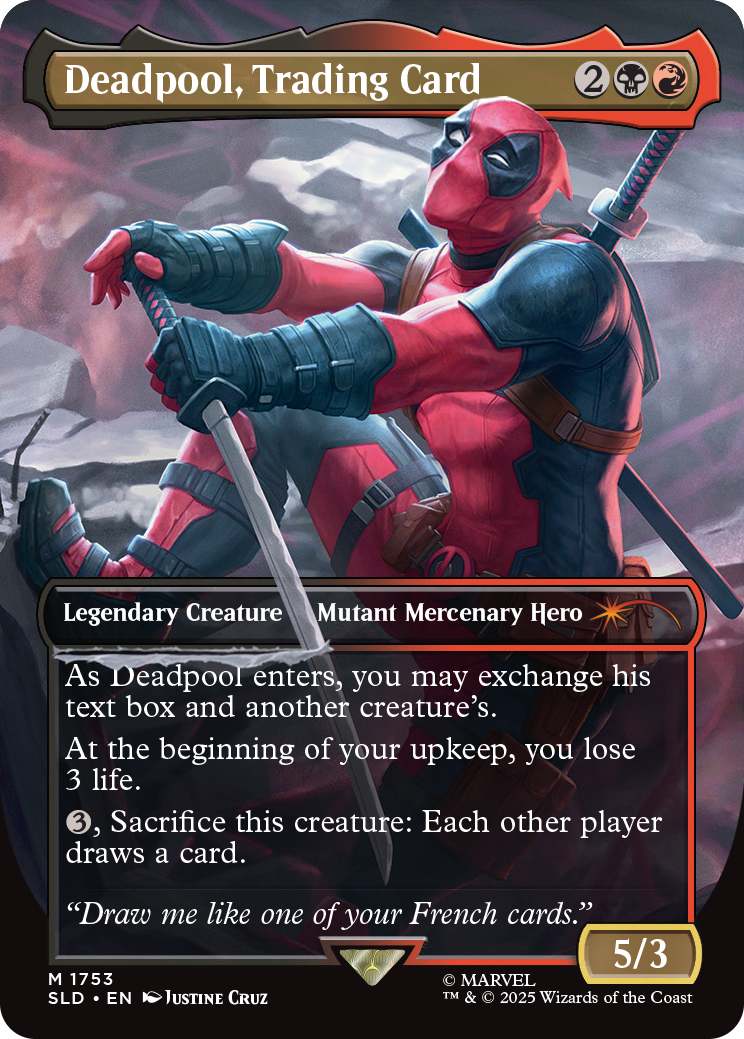 Deadpool, Trading Card 2
Legendary Creature Mutant Mercenary Hero
As Deadpool enters, you may exchange his
text box and another creature's.
At the beginning of your upkeep, you lose
3 life.
3, Sacrifice this creature: Each other player
draws a card.
“Draw me like one of your French cards.”
5/3
M 1753
SLD • EN Justine Cruz
© MARVEL
™ & © 2025 Wizards of the Coast